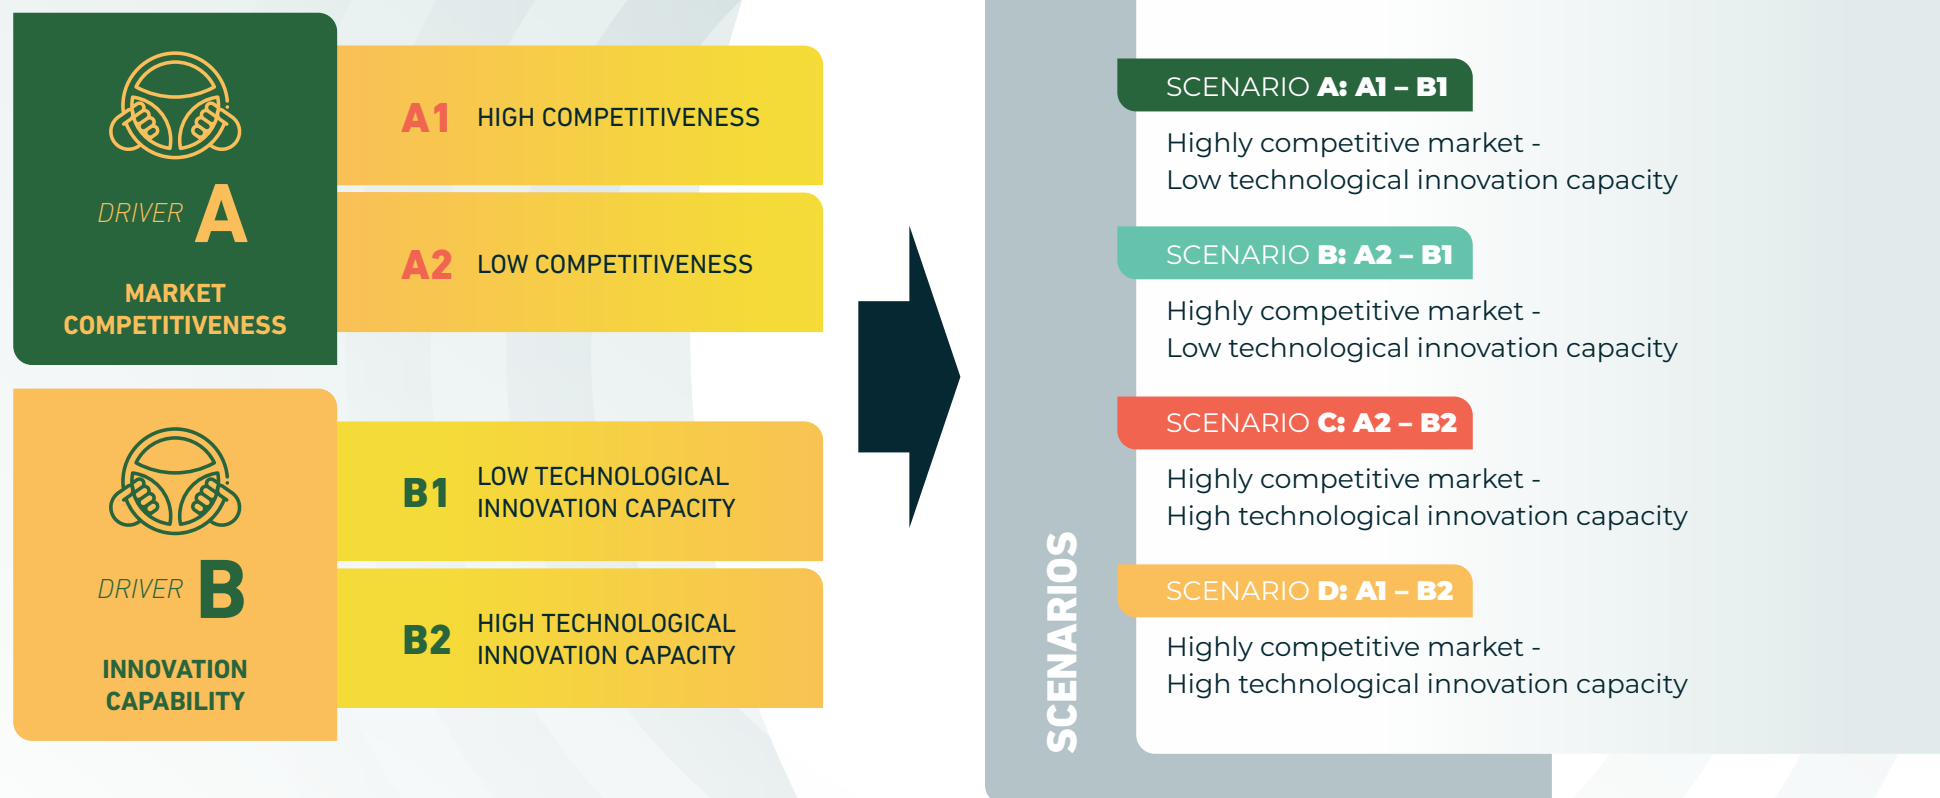 DRIVER A
MARKET
COMPETITIVENESS
A1 HIGH COMPETITIVENESS
A2 LOW COMPETITIVENESS
DRIVER B
INNOVATION
CAPABILITY
B1 LOW TECHNOLOGICAL
INNOVATION CAPACITY
B2 HIGH TECHNOLOGICAL
INNOVATION CAPACITY
SCENARIOS
SCENARIO A: A1 – B1
Highly competitive market -
Low technological innovation capacity
SCENARIO B: A2 – B1
Highly competitive market -
Low technological innovation capacity
SCENARIO C: A2 – B2
Highly competitive market -
High technological innovation capacity
SCENARIO D: A1 – B2
Highly competitive market -
High technological innovation capacity